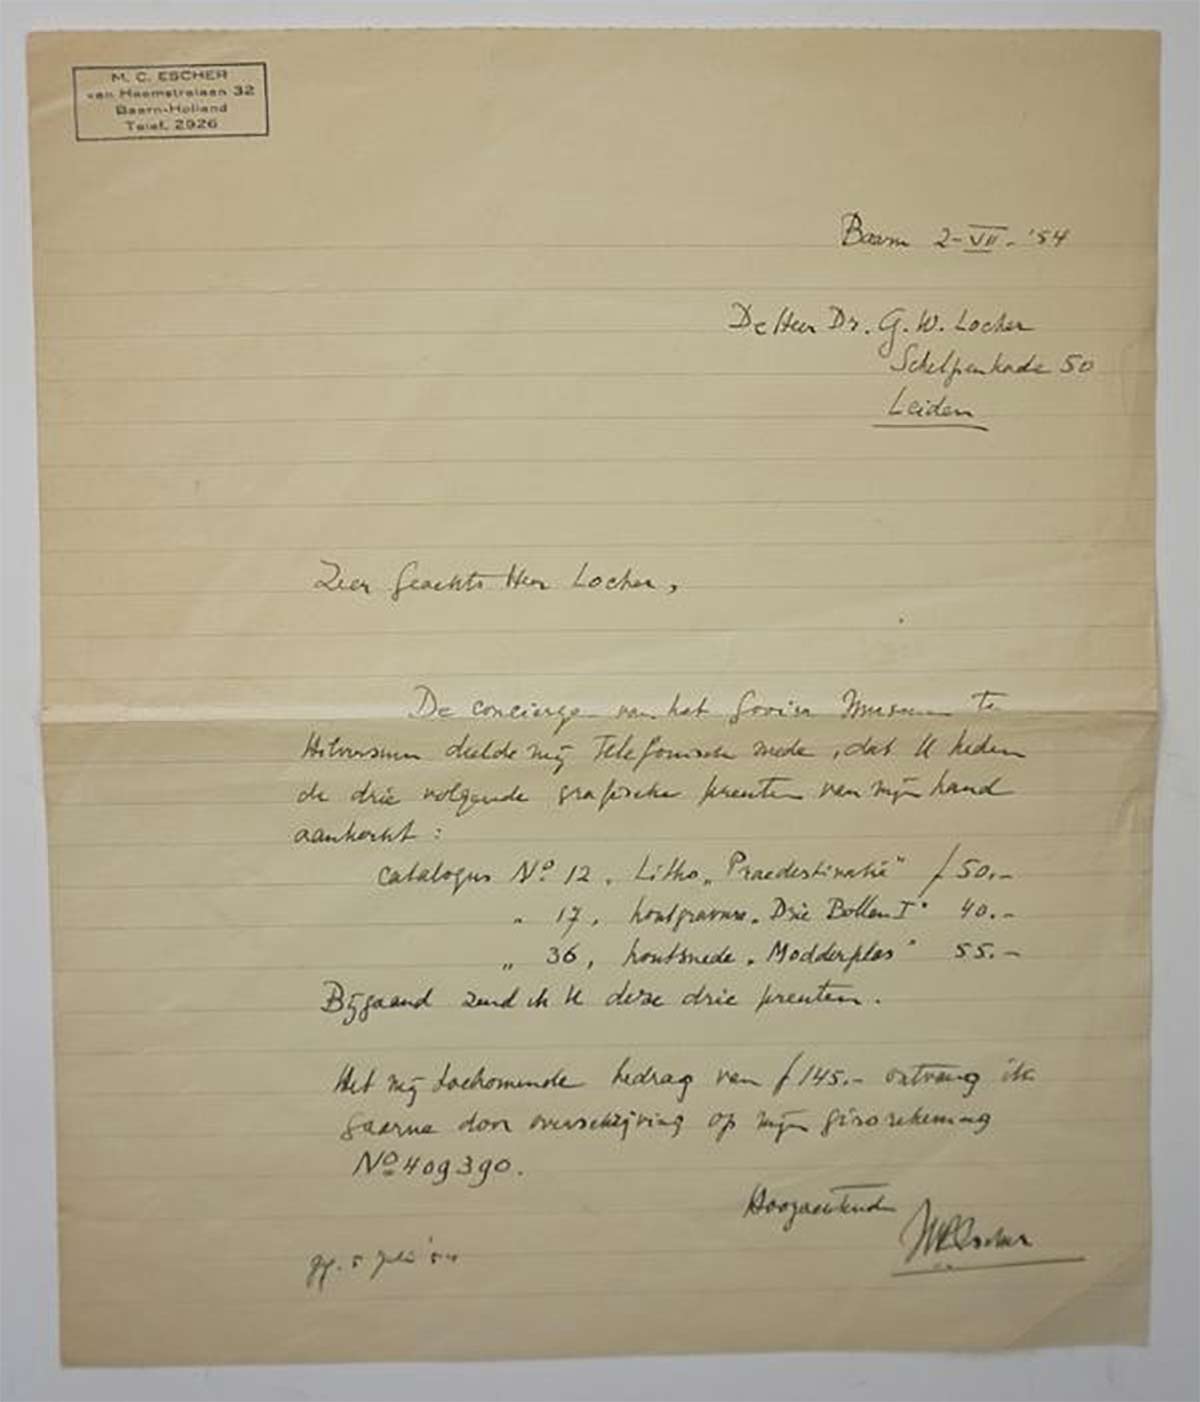 M. C. ESCHER
van Heemstralaan 32
Baarn-Holland
Telef. 2926
Baarn 2-VII-'54
De Heer Dr. G. W. Locher
Schelpenkade 50
Leiden
Zeer Geachte Heer Locher,
De concierge van het Goois Museum te
Hilversum deelde mij telefonisch mede, dat U heden
de drie volgende grafische prenten van mijn hand
aankocht :
catalogus No 12, Litho „Praedestinatie" f 50.-
„ 17, houtgravure „Drie Bollen I" 40.-
„ 36, houtsnede „Modderplas" 55.-
Bijgaand zend ik U deze drie prenten.
Het mij toekomende bedrag van f 145.- ontvang ik
gaarne door overschrijving op mijn girorekening
No 409390.
Hoogachtend
MCEscher
5 juli '54